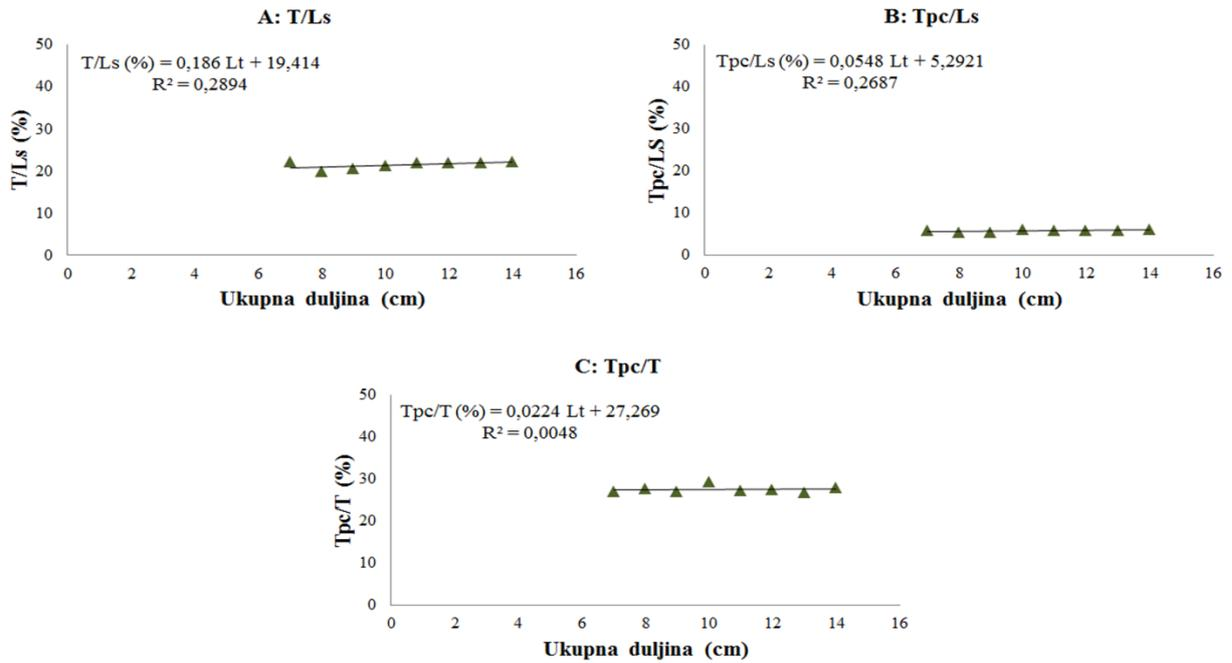 A: T/Ls
T/Ls (%) = 0,186 Lt + 19,414
R² = 0,2894
T/Ls (%)
50
40
30
20
10
0
0 2 4 6 8 10 12 14 16
Ukupna duljina (cm)
B: Tpc/Ls
Tpc/Ls (%) = 0,0548 Lt + 5,2921
R² = 0,2687
Tpc/LS (%)
50
40
30
20
10
0
0 2 4 6 8 10 12 14 16
Ukupna duljina (cm)
C: Tpc/T
Tpc/T (%) = 0,0224 Lt + 27,269
R² = 0,0048
Tpc/T (%)
50
40
30
20
10
0
0 2 4 6 8 10 12 14 16
Ukupna duljina (cm)